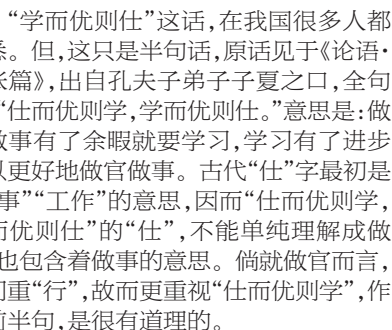 “学而优则仕”这话，在我国很多人都
悉。但，这只是半句话，原话见于《论语·
张篇》，出自孔夫子弟子子夏之口，全句
“仕而优则学，学而优则仕。”意思是：做
做事有了余暇就要学习，学习有了进步
以更好地做官做事。古代“仕”字最初是
事”“工作”的意思，因而“仕而优则学，
而优则仕”的“仕”，不能单纯理解成做
也包含着做事的意思。倘就做官而言，
门重“行”，故而更重视“仕而优则学”，作
前半句，是很有道理的。